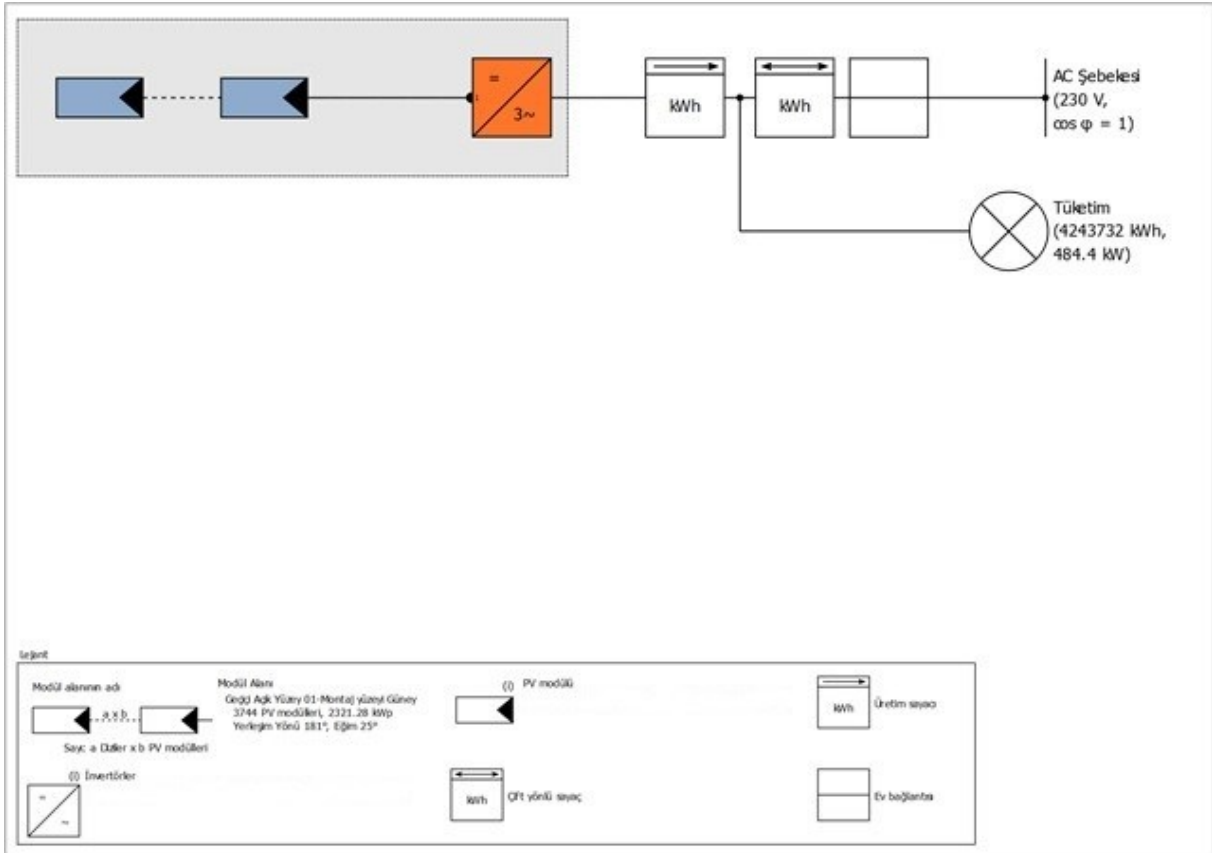 =
3~
kWh
kWh
AC Şebekesi
(230 V,
cos φ = 1)
Tüketim
(4243732 kWh,
484.4 kW)
Lejant
Modül alanının adı
a x b
Sayı: a Diziler x b PV modülleri
Modül Alanı
Geçici Açık Yüzey 01-Montaj yüzeyi Güney
3744 PV modülleri, 2321.28 kWp
Yerleşim Yönü 181°, Eğim 25°
(i) PV modülü
kWh
Üretim sayacı
(i) İnvertörler
kWh
Çift yönlü sayaç
Ev bağlantısı